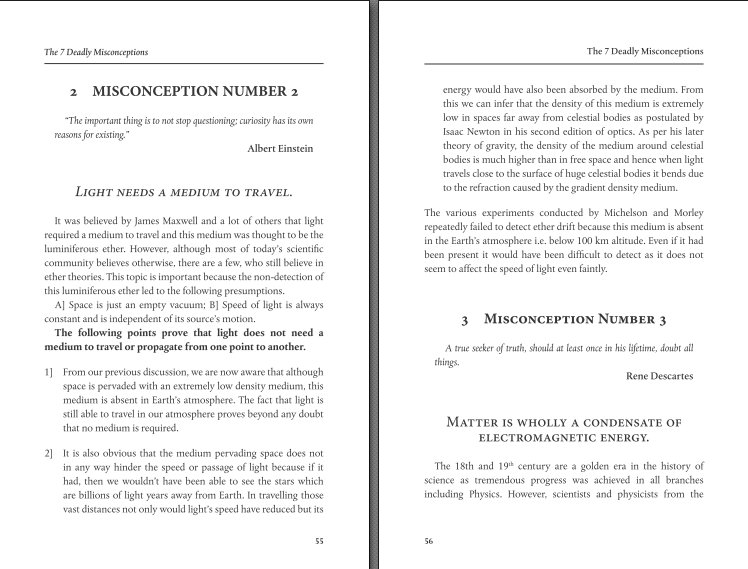 The 7 Deadly Misconceptions
2 MISCONCEPTION NUMBER 2
“The important thing is to not stop questioning; curiosity has its own
reasons for existing.”
Albert Einstein
Light needs a medium to travel.
It was believed by James Maxwell and a lot of others that light
required a medium to travel and this medium was thought to be the
luminiferous ether. However, although most of today’s scientific
community believes otherwise, there are a few, who still believe in
ether theories. This topic is important because the non-detection of
this luminiferous ether led to the following presumptions.
A] Space is just an empty vacuum; B] Speed of light is always
constant and is independent of its source’s motion.
The following points prove that light does not need a
medium to travel or propagate from one point to another.
1] From our previous discussion, we are now aware that although
space is pervaded with an extremely low density medium, this
medium is absent in Earth’s atmosphere. The fact that light is
still able to travel in our atmosphere proves beyond any doubt
that no medium is required.
2] It is also obvious that the medium pervading space does not
in any way hinder the speed or passage of light because if it
had, then we wouldn’t have been able to see the stars which
are billions of light years away from Earth. In travelling those
vast distances not only would light’s speed have reduced but its
55
The 7 Deadly Misconceptions
energy would have also been absorbed by the medium. From
this we can infer that the density of this medium is extremely
low in spaces far away from celestial bodies as postulated by
Isaac Newton in his second edition of optics. As per his later
theory of gravity, the density of the medium around celestial
bodies is much higher than in free space and hence when light
travels close to the surface of huge celestial bodies it bends due
to the refraction caused by the gradient density medium.
The various experiments conducted by Michelson and Morley
repeatedly failed to detect ether drift because this medium is absent
in the Earth’s atmosphere i.e. below 100 km altitude. Even if it had
been present it would have been difficult to detect as it does not
seem to affect the speed of light even faintly.
3 Misconception Number 3
A true seeker of truth, should at least once in his lifetime, doubt all
things.
Rene Descartes
Matter is wholly a condensate of
electromagnetic energy.
The 18th and 19th century are a golden era in the history of
science as tremendous progress was achieved in all branches
including Physics. However, scientists and physicists from the
56